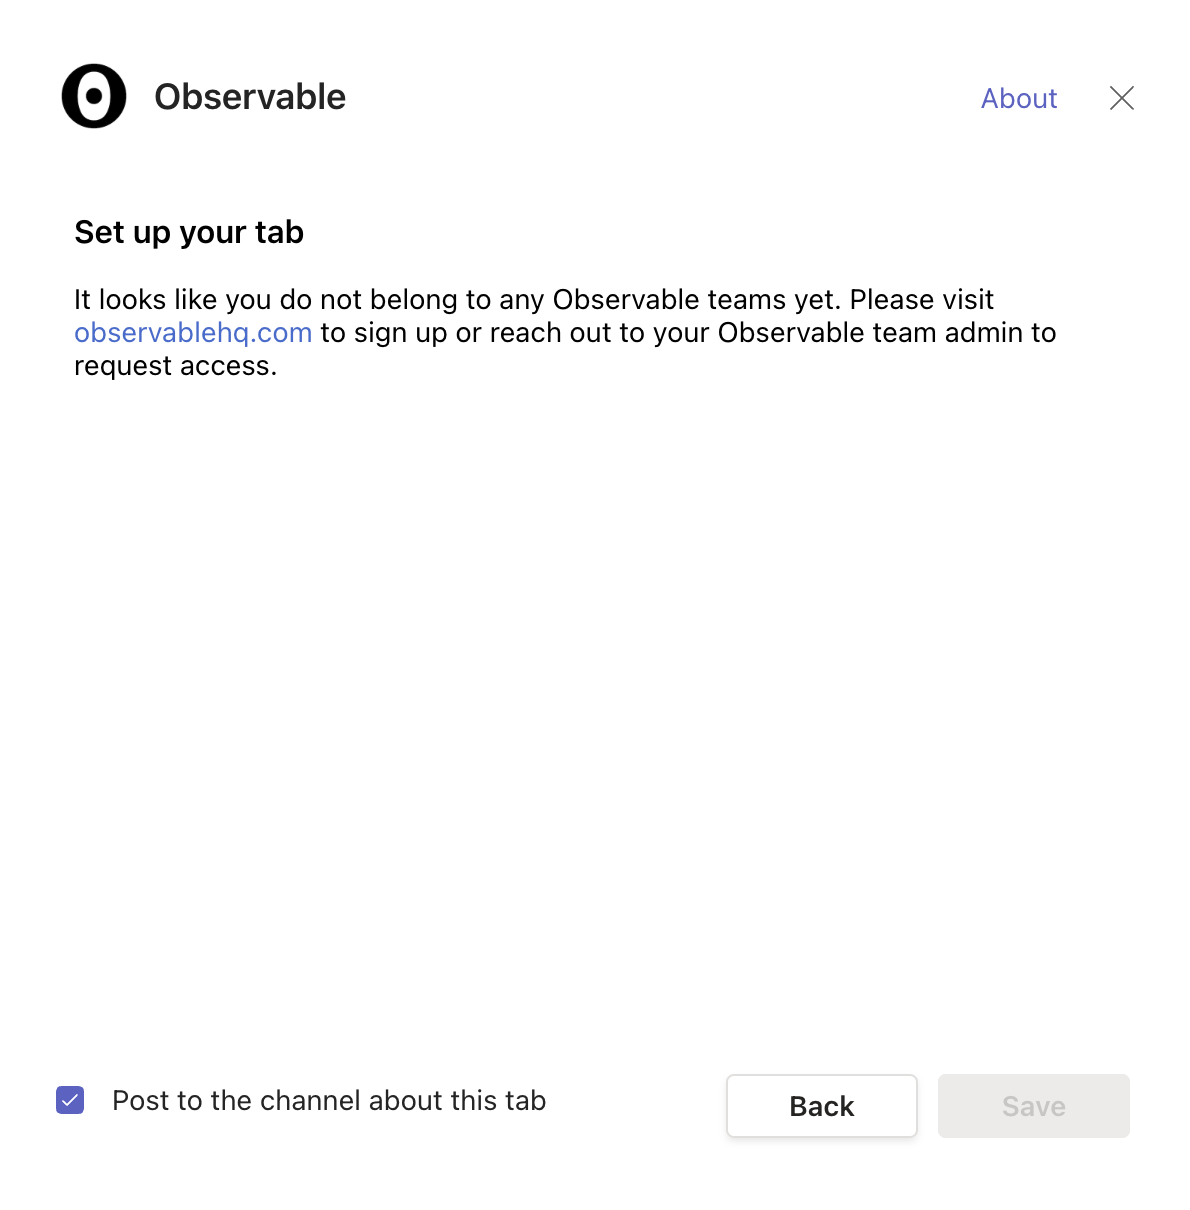 Observable
About
Set up your tab
It looks like you do not belong to any Observable teams yet. Please visit
observablehq.com to sign up or reach out to your Observable team admin to
request access.
Post to the channel about this tab
Back
Save